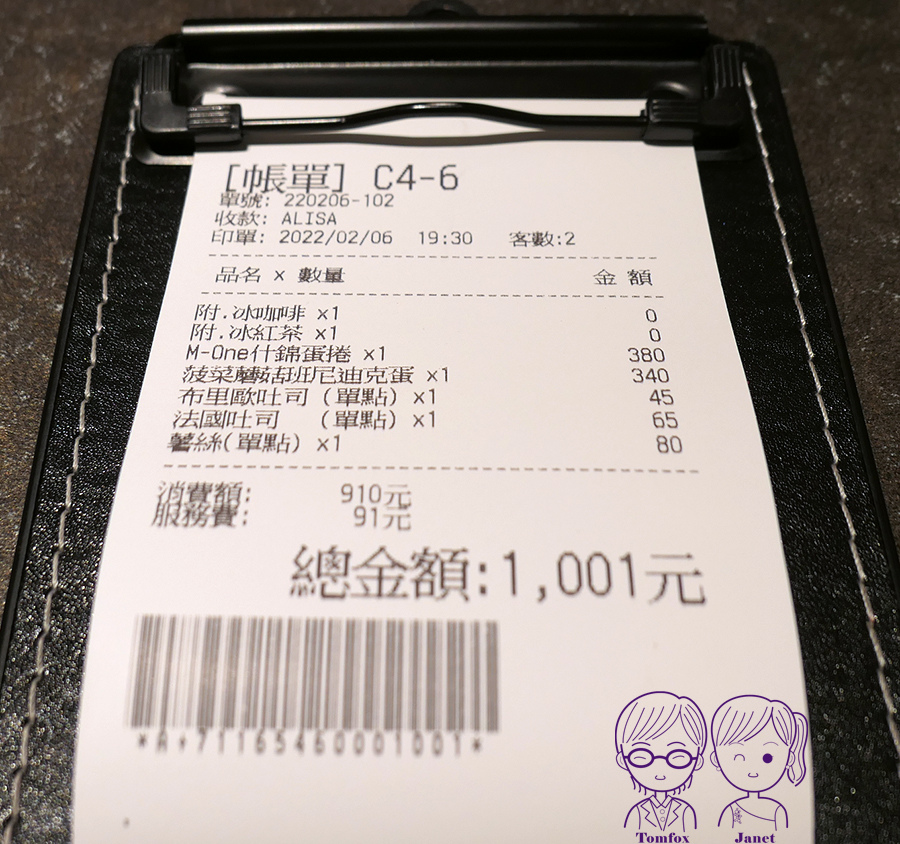 [帳單] C4-6
單號: 220206-102
收款: ALISA
印單: 2022/02/06 19:30 客數:2
品名 x 數量 金 額
附.冰咖啡 x1 0
附.冰紅茶 x1 0
M-One什錦蛋捲 x1 380
菠菜蘑菇班尼迪克蛋 x1 340
布里歐吐司 (單點) x1 45
法國吐司 (單點) x1 65
薯絲(單點) x1 80
消費額: 910元
服務費: 91元
總金額:1,001元
*A+71165460001001*
Tomfox Janet